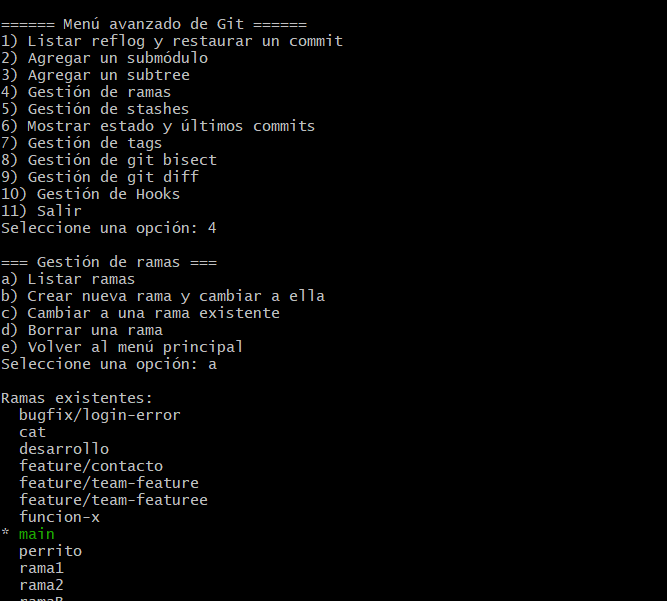 ====== Menú avanzado de Git ======
1) Listar reflog y restaurar un commit
2) Agregar un submódulo
3) Agregar un subtree
4) Gestión de ramas
5) Gestión de stashes
6) Mostrar estado y últimos commits
7) Gestión de tags
8) Gestión de git bisect
9) Gestión de git diff
10) Gestión de Hooks
11) Salir
Seleccione una opción: 4

=== Gestión de ramas ===
a) Listar ramas
b) Crear nueva rama y cambiar a ella
c) Cambiar a una rama existente
d) Borrar una rama
e) Volver al menú principal
Seleccione una opción: a

Ramas existentes:
  bugfix/login-error
  cat
  desarrollo
  feature/contacto
  feature/team-feature
  feature/team-featuree
  funcion-x
* main
  perrito
  rama1
  rama2